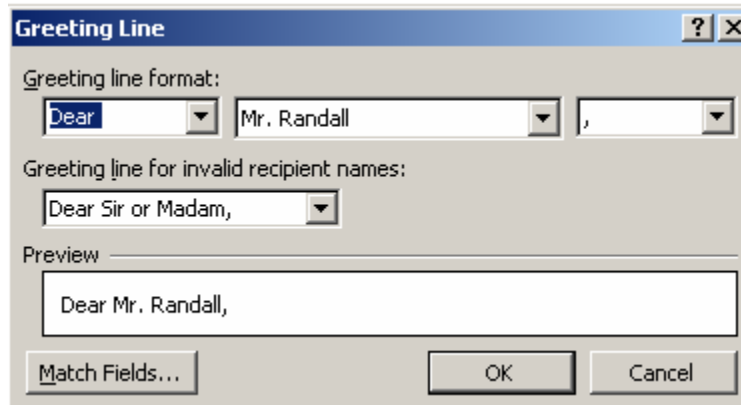 Greeting Line ? X
Greeting line format:
Dear Mr. Randall ,
Greeting line for invalid recipient names:
Dear Sir or Madam,
Preview
Dear Mr. Randall,
Match Fields... OK Cancel